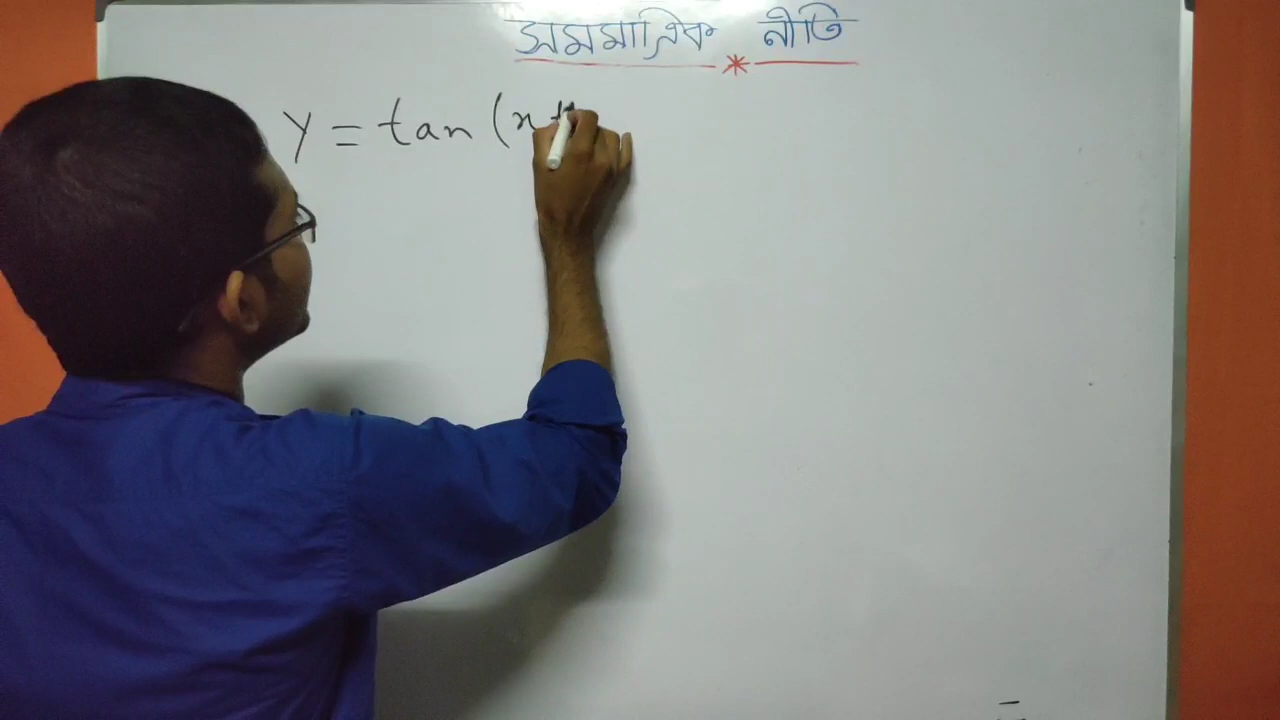 সমমাত্রিক নীতি
y = tan (x +